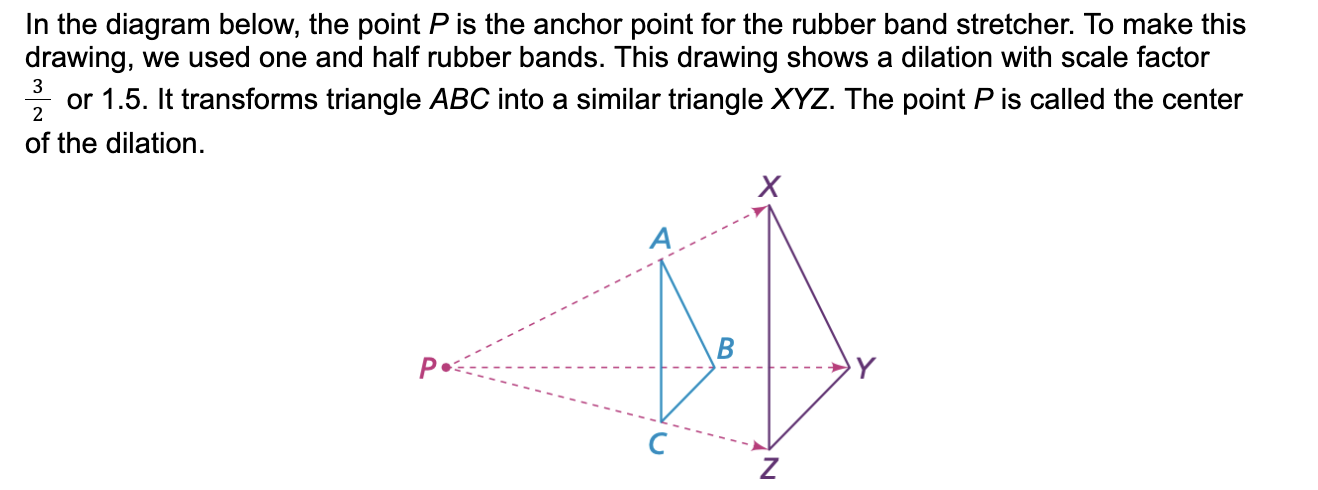 In the diagram below, the point P is the anchor point for the rubber band stretcher. To make this
drawing, we used one and half rubber bands. This drawing shows a dilation with scale factor
3/2 or 1.5. It transforms triangle ABC into a similar triangle XYZ. The point P is called the center
of the dilation.
X
A
B
P
Y
C
Z